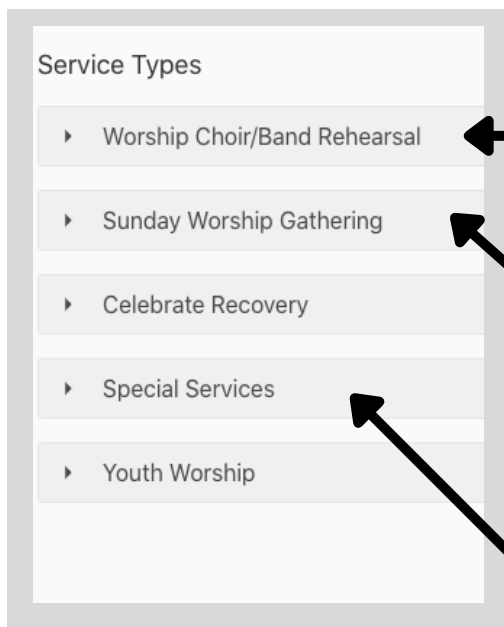 Service Types
Worship Choir/Band Rehearsal
Sunday Worship Gathering
Celebrate Recovery
Special Services
Youth Worship